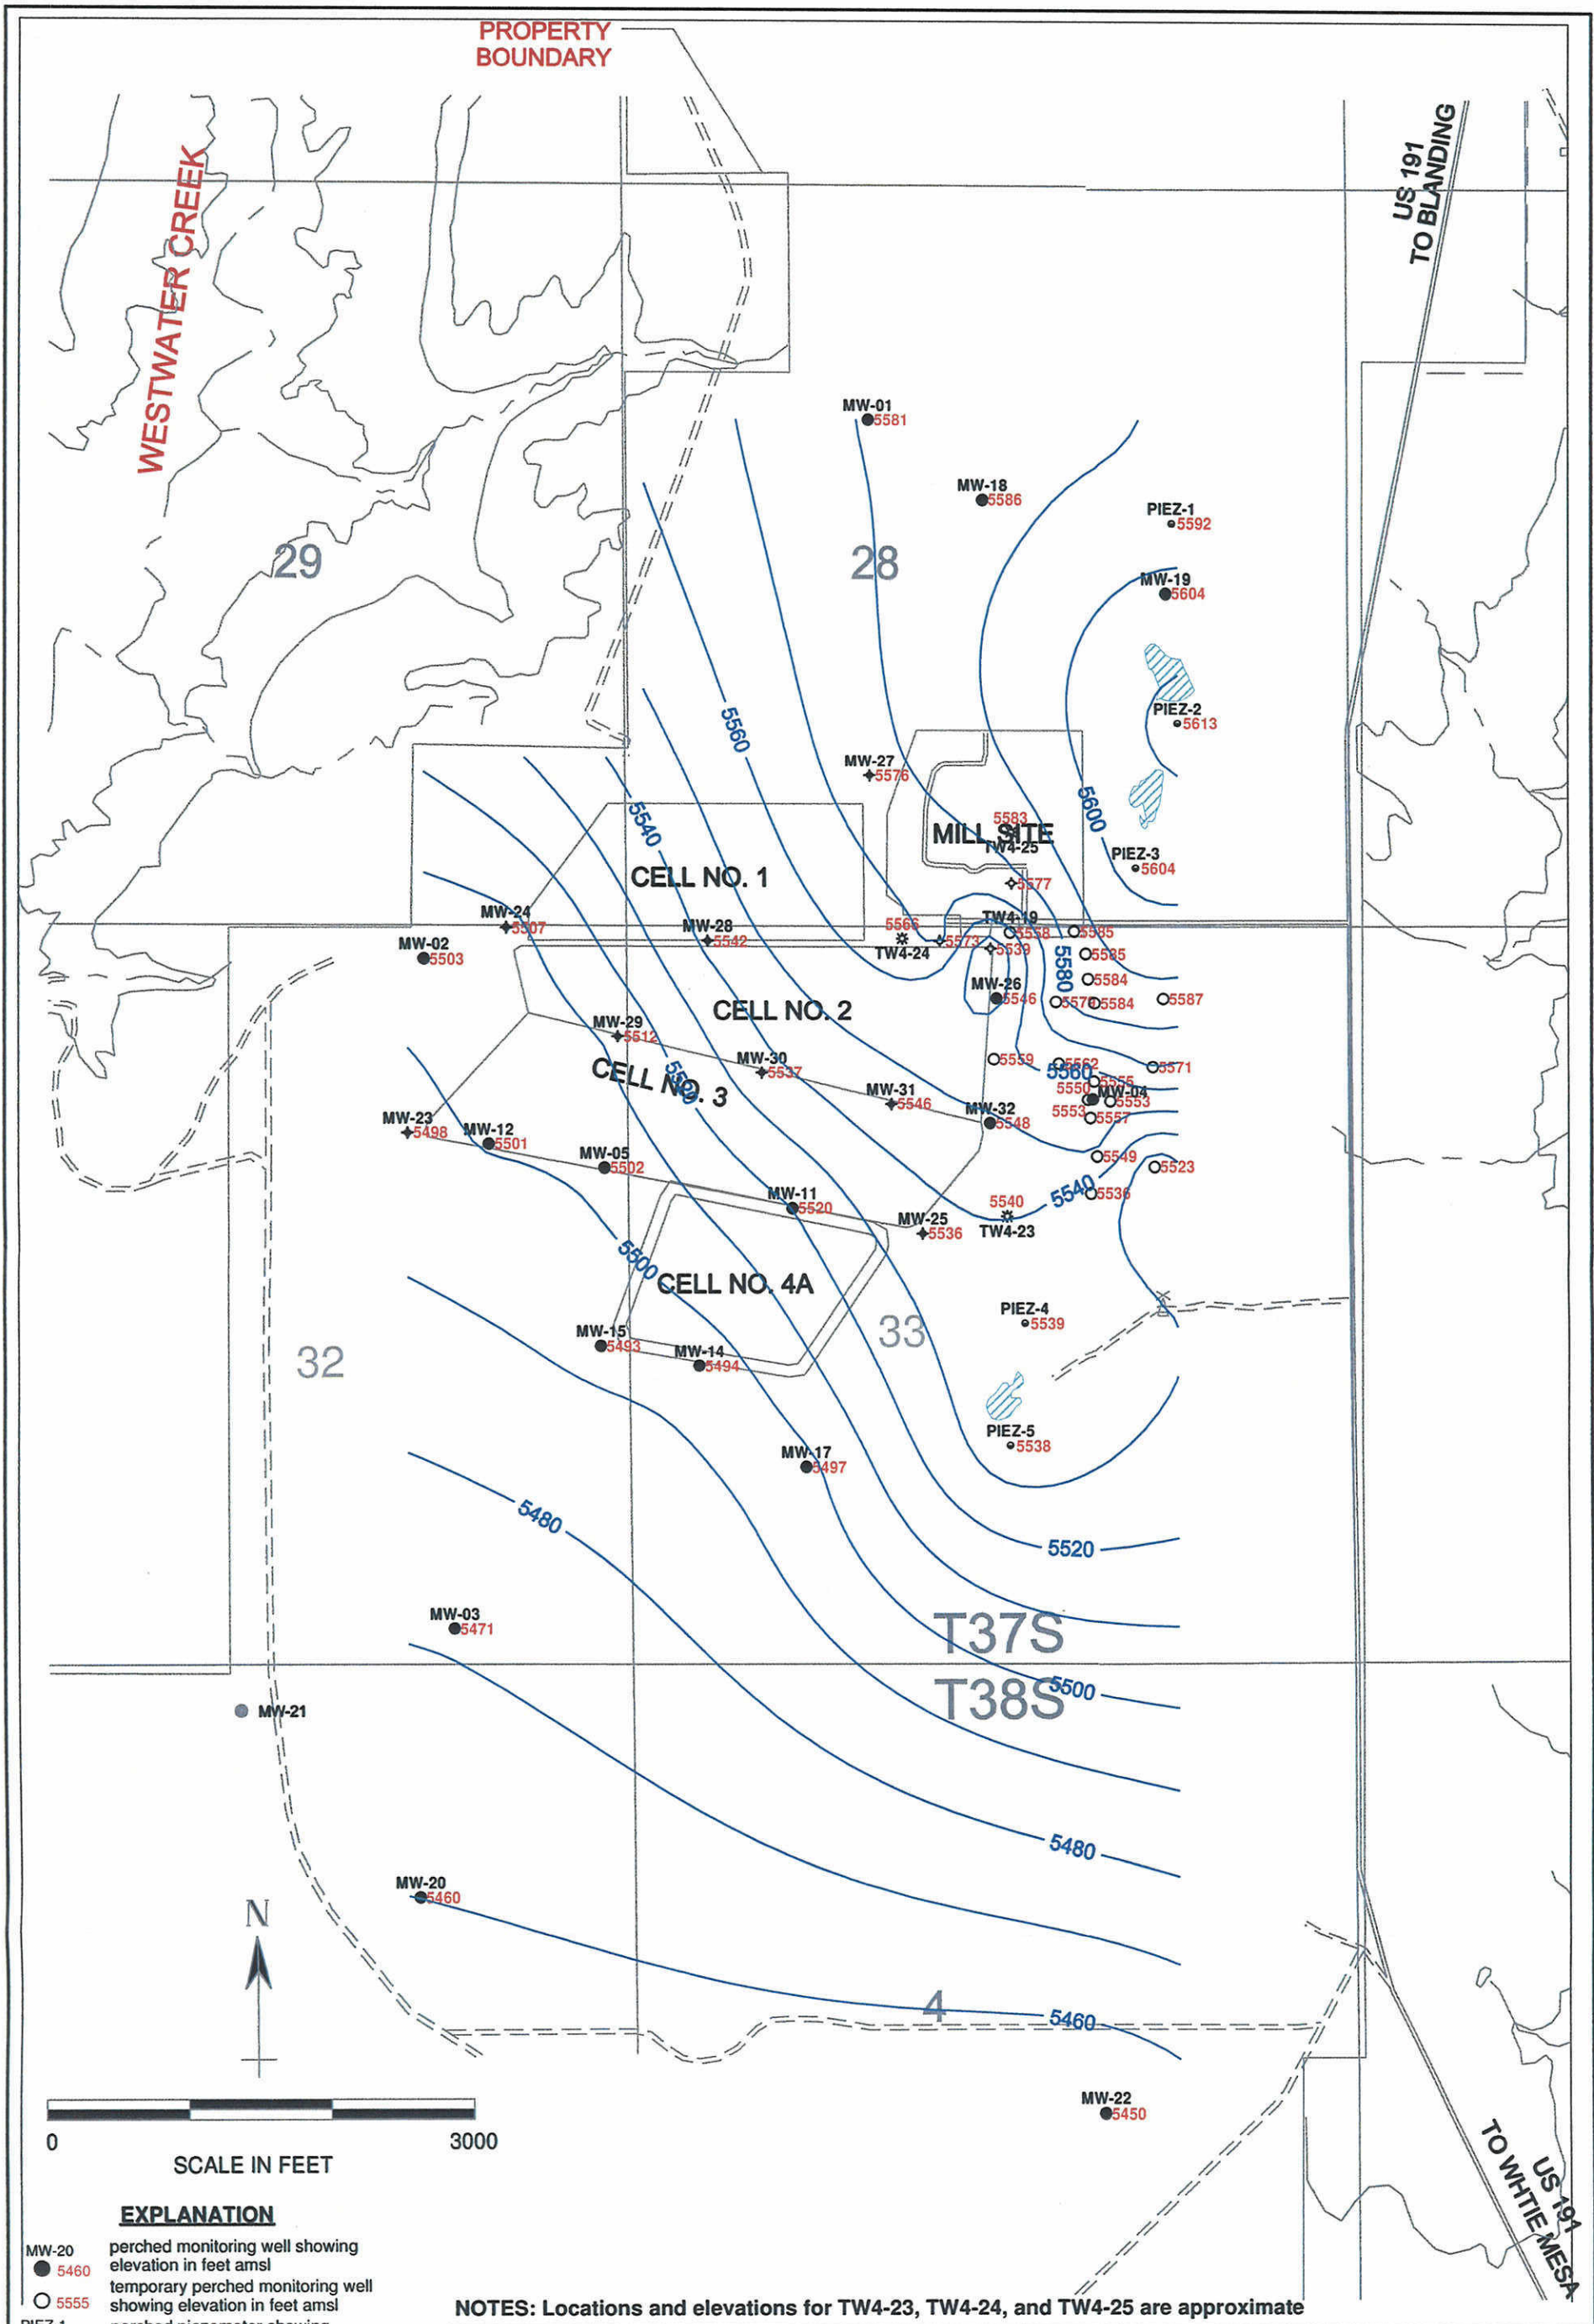 PROPERTY
BOUNDARY
WESTWATER CREEK
US 191
TO BLANDING
MW-01
5581
MW-18
5586
PIEZ-1
5592
29
28
MW-19
5604
PIEZ-2
5613
5560
MW-27
5576
5540
5600
5583
MILL SITE
TW4-25
PIEZ-3
5604
CELL NO. 1
5577
MW-24
5507
MW-28
5542
5566
TW4-24
5573
TW4-19
5558
5585
5539
5585
MW-02
5503
5580
5584
MW-26
5546
5579
5584
5587
CELL NO. 2
MW-29
5512
MW-30
5537
5559
5562
5571
5560
CELL NO. 3
5520
5555
MW-31
5546
5550
MW-04
5553
5553
5557
MW-32
5548
MW-23
5498
MW-12
5501
MW-05
5502
5549
5523
MW-11
5520
5540
5536
5540
TW4-23
MW-25
5536
5500
CELL NO. 4A
PIEZ-4
5539
33
MW-15
5493
MW-14
5494
32
PIEZ-5
5538
MW-17
5497
5480
5520
MW-03
5471
T37S
T38S
5500
MW-21
5480
MW-20
5460
N
4
5460
MW-22
5450
0
3000
SCALE IN FEET
US 191
TO WHTIE MESA
EXPLANATION
MW-20
5460
perched monitoring well showing
elevation in feet amsl
5555
temporary perched monitoring well
showing elevation in feet amsl
NOTES: Locations and elevations for TW4-23, TW4-24, and TW4-25 are approximate